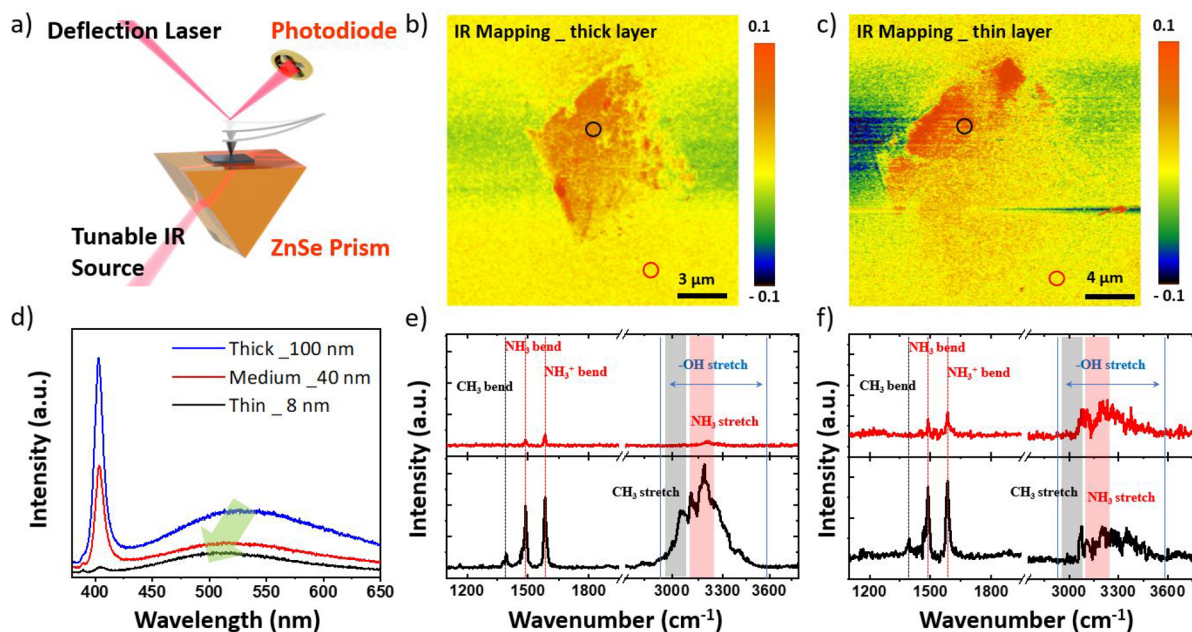 a)
Deflection Laser
Photodiode
Tunable IR
Source
ZnSe Prism
b)
IR Mapping _ thick layer
0.1
- 0.1
3 μm
c)
IR Mapping _ thin layer
0.1
- 0.1
4 μm
d)
Thick _100 nm
Medium _40 nm
Thin _ 8 nm
Intensity (a.u.)
400 450 500 550 600 650
Wavelength (nm)
e)
NH₃ bend
-OH stretch
CH₃ bend
NH₃⁺ bend
NH₃ stretch
CH₃ stretch
Intensity (a.u.)
1200 1500 1800 3000 3300 3600
Wavenumber (cm⁻¹)
f)
NH₃ bend
-OH stretch
CH₃ bend
NH₃⁺ bend
CH₃ stretch
NH₃ stretch
Intensity (a.u.)
1200 1500 1800 3000 3300 3600
Wavenumber (cm⁻¹)